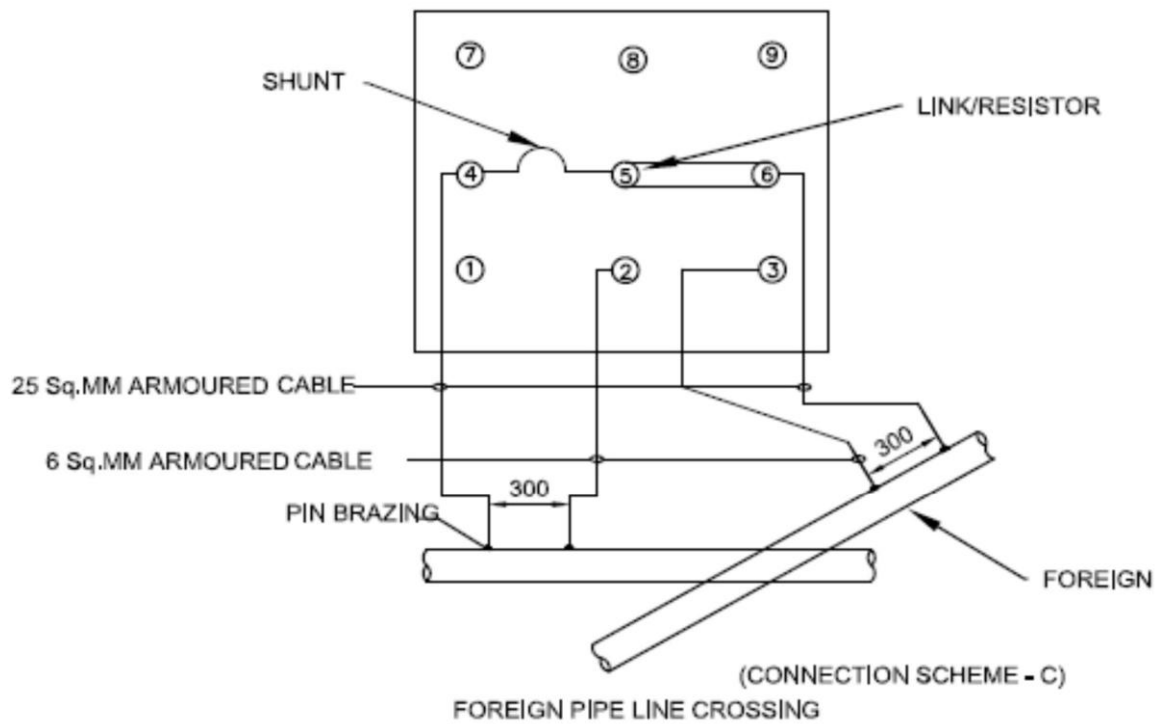 7 8 9
SHUNT
LINK/RESISTOR
4 5 6
1 2 3
25 Sq.MM ARMOURED CABLE
6 Sq.MM ARMOURED CABLE
300
300
PIN BRAZING
FOREIGN
(CONNECTION SCHEME - C)
FOREIGN PIPE LINE CROSSING